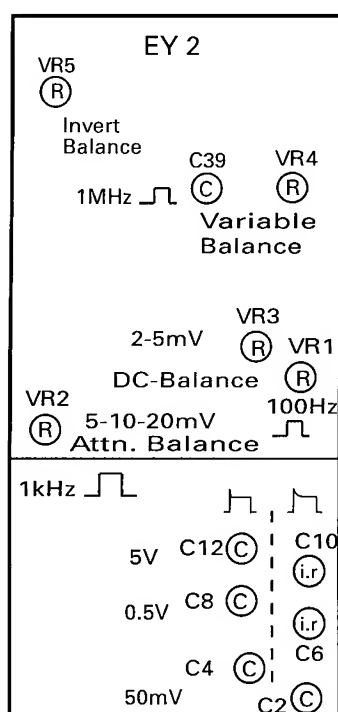 EY 2
VR5
R
Invert
Balance
C39 VR4
1MHz C R
Variable
Balance
VR3
2-5mV R VR1
DC-Balance R
VR2 100Hz
R 5-10-20mV
Attn. Balance
1kHz
5V C12 C C10
i.r
0.5V C8 C i.r
C6
C4 C
50mV C2 C